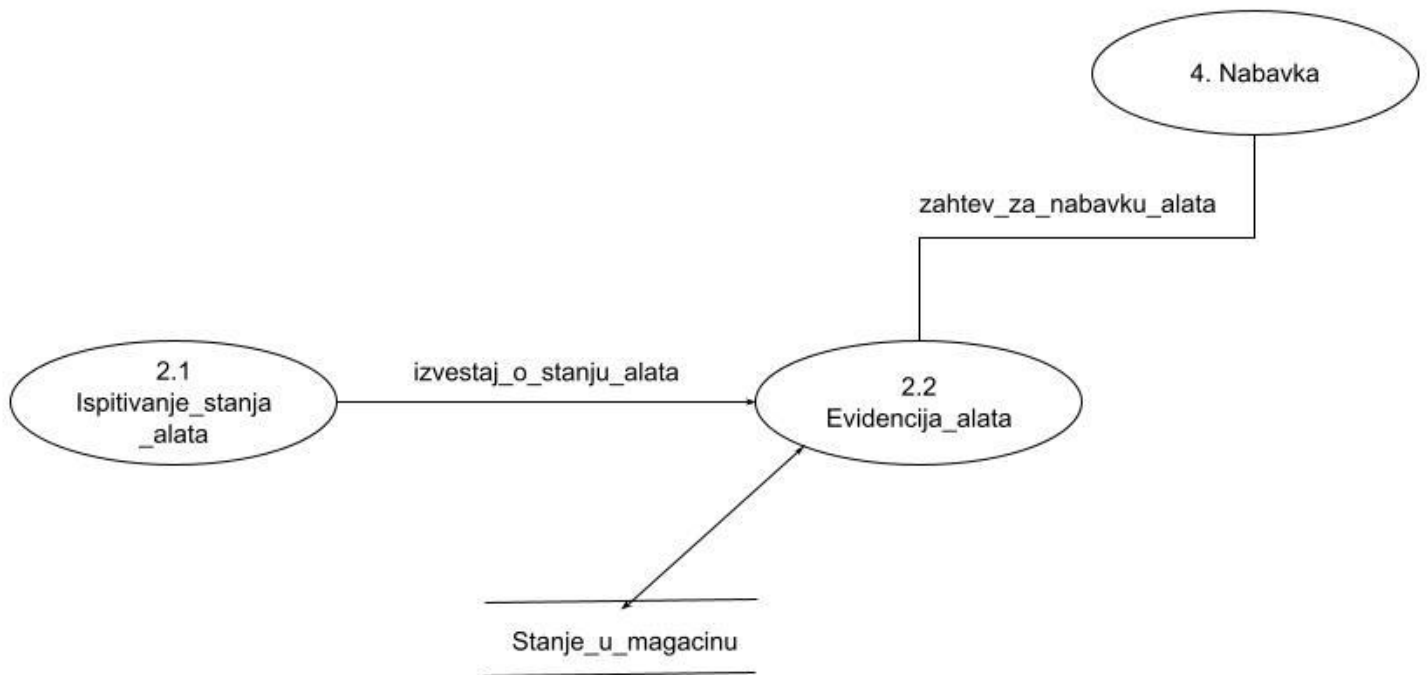 4. Nabavka
zahtev_za_nabavku_alata
2.1
Ispitivanje_stanja
_alata
izvestaj_o_stanju_alata
2.2
Evidencija_alata
Stanje_u_magacinu